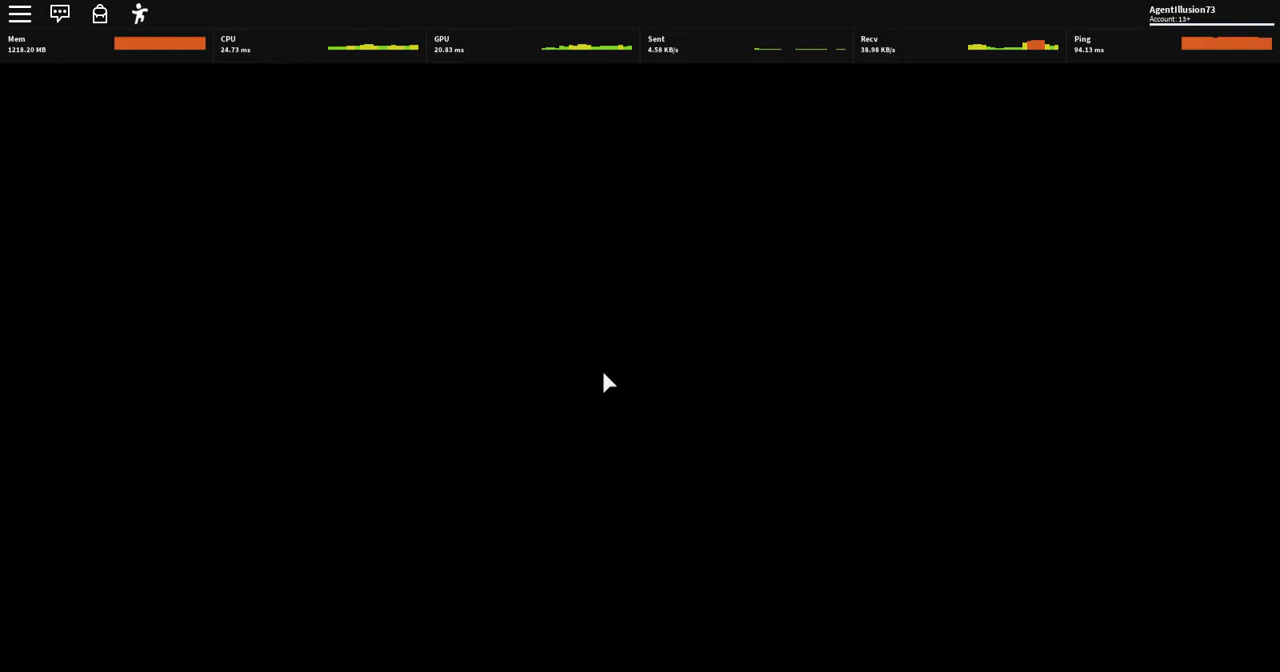 AgentIllusion73
Account: 13+
Mem
1218.20 MB
CPU
24.73 ms
GPU
20.83 ms
Sent
4.58 KB/s
Recv
38.98 KB/s
Ping
94.13 ms